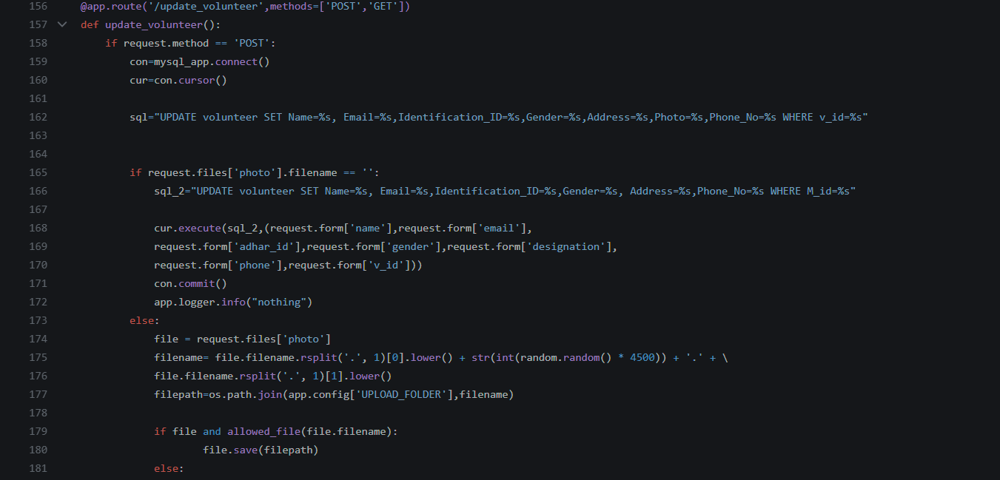 156 @app.route('/update_volunteer',methods=['POST','GET'])
157 def update_volunteer():
158 if request.method == 'POST':
159 con=mysql_app.connect()
160 cur=con.cursor()
161
162 sql="UPDATE volunteer SET Name=%s, Email=%s,Identification_ID=%s,Gender=%s,Address=%s,Photo=%s,Phone_No=%s WHERE v_id=%s"
163
164
165 if request.files['photo'].filename == '':
166 sql_2="UPDATE volunteer SET Name=%s, Email=%s,Identification_ID=%s,Gender=%s, Address=%s,Phone_No=%s WHERE M_id=%s"
167
168 cur.execute(sql_2,(request.form['name'],request.form['email'],
169 request.form['adhar_id'],request.form['gender'],request.form['designation'],
170 request.form['phone'],request.form['v_id']))
171 con.commit()
172 app.logger.info("nothing")
173 else:
174 file = request.files['photo']
175 filename= file.filename.rsplit('.', 1)[0].lower() + str(int(random.random() * 4500)) + '.' + \
176 file.filename.rsplit('.', 1)[1].lower()
177 filepath=os.path.join(app.config['UPLOAD_FOLDER'],filename)
178
179 if file and allowed_file(file.filename):
180 file.save(filepath)
181 else: